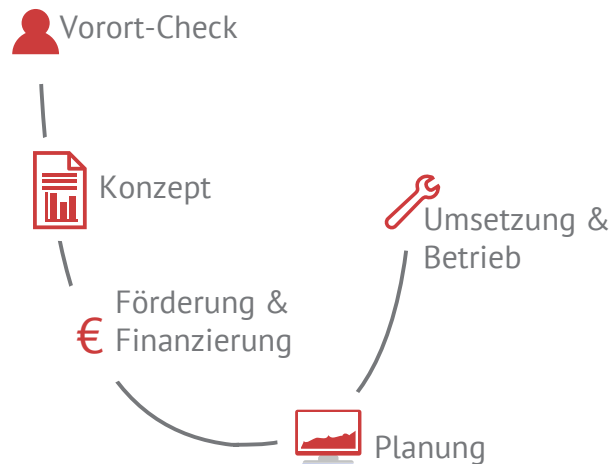 Vorort-Check
Konzept
Förderung &
€ Finanzierung
Planung
Umsetzung &
Betrieb